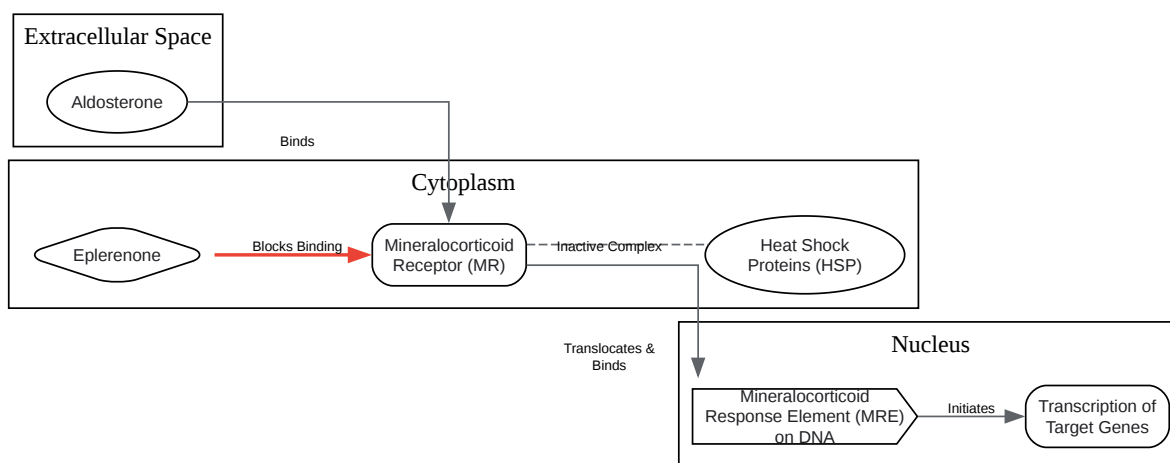 Extracellular Space
Aldosterone
Binds
Cytoplasm
Eplerenone
Blocks Binding
Mineralocorticoid
Receptor (MR)
Inactive Complex
Heat Shock
Proteins (HSP)
Translocates &
Binds
Nucleus
Mineralocorticoid
Response Element (MRE)
on DNA
Initiates
Transcription of
Target Genes